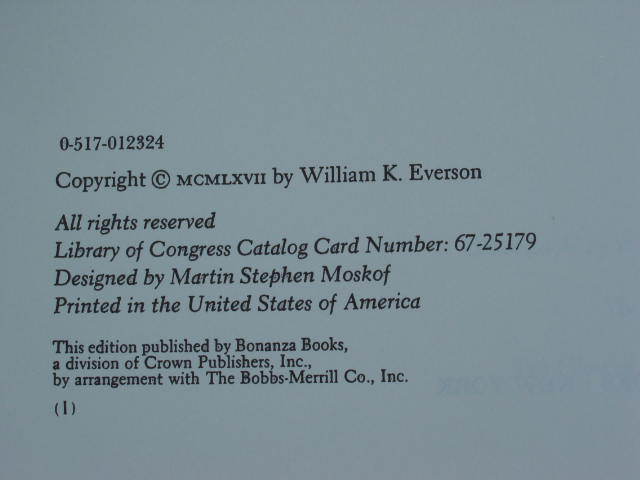 0-517-012324
Copyright © MCMLXVII by William K. Everson
All rights reserved
Library of Congress Catalog Card Number: 67-25179
Designed by Martin Stephen Moskof
Printed in the United States of America
This edition published by Bonanza Books,
a division of Crown Publishers, Inc.,
by arrangement with The Bobbs-Merrill Co., Inc.
(1)